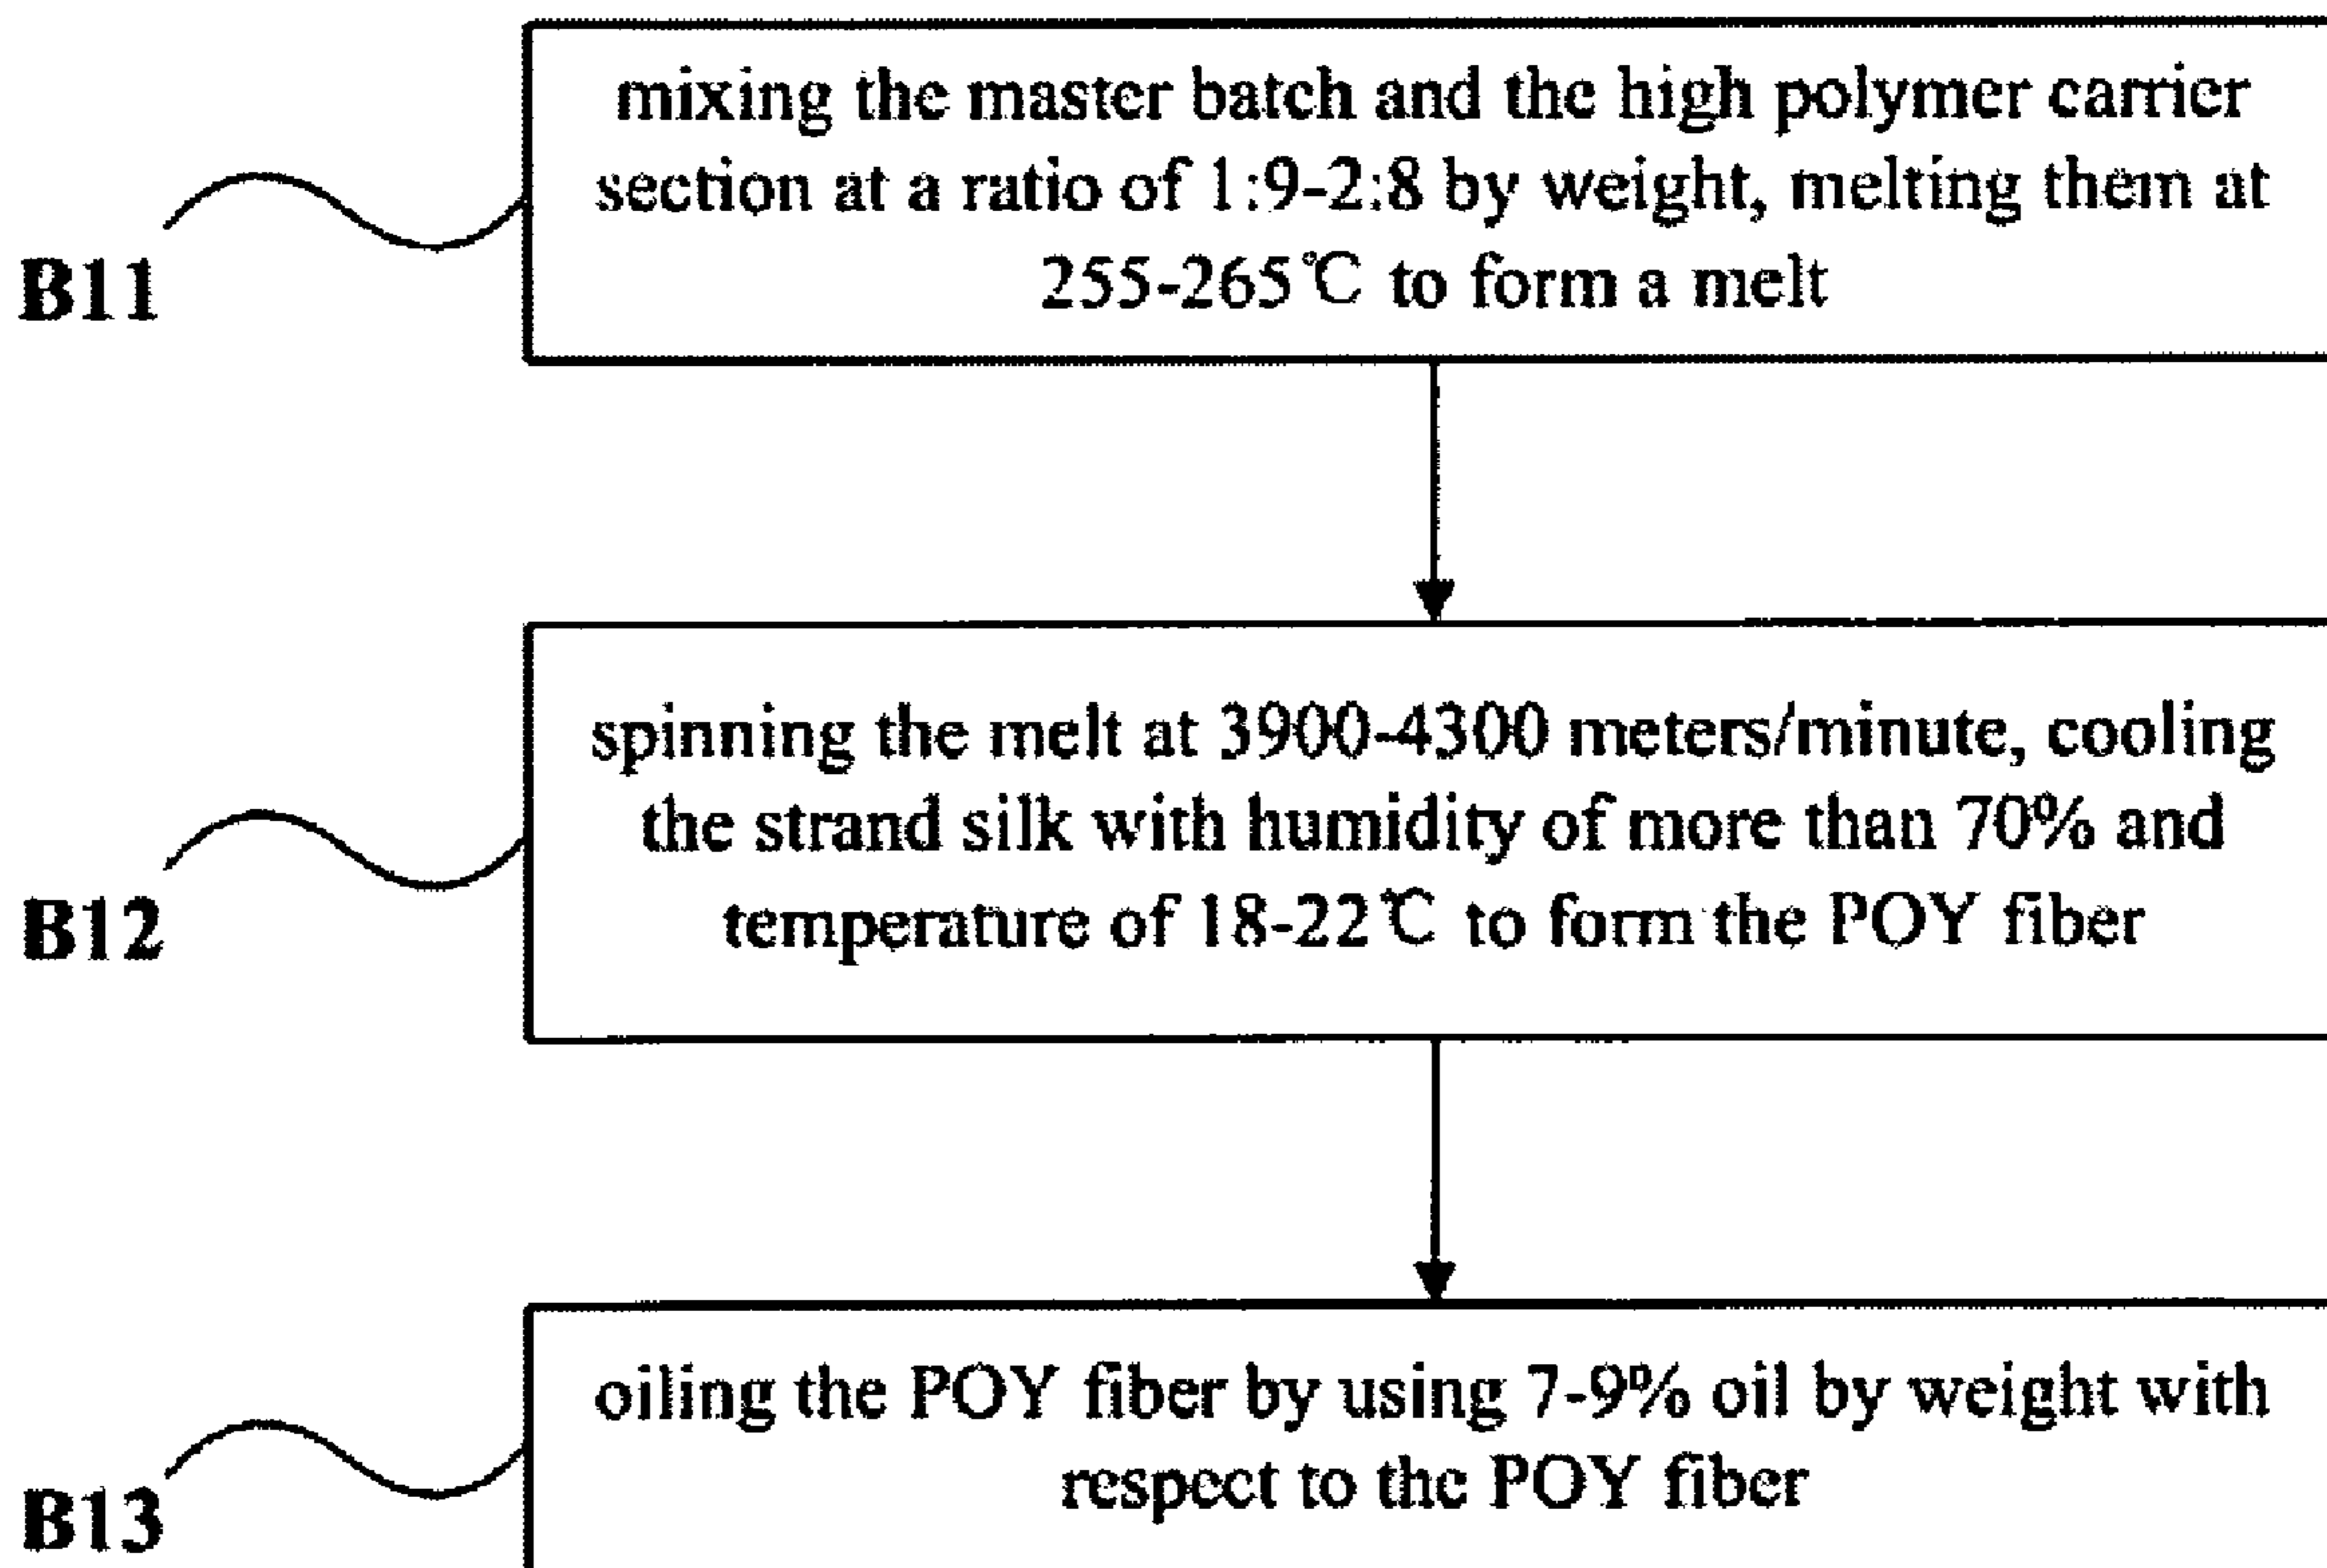 mixing the master batch and the high polymer carrier
section at a ratio of 1:9-2:8 by weight, melting them at
255-265℃ to form a melt
B11
spinning the melt at 3900-4300 meters/minute, cooling
the strand silk with humidity of more than 70% and
temperature of 18-22℃ to form the POY fiber
B12
oiling the POY fiber by using 7-9% oil by weight with
respect to the POY fiber
B13